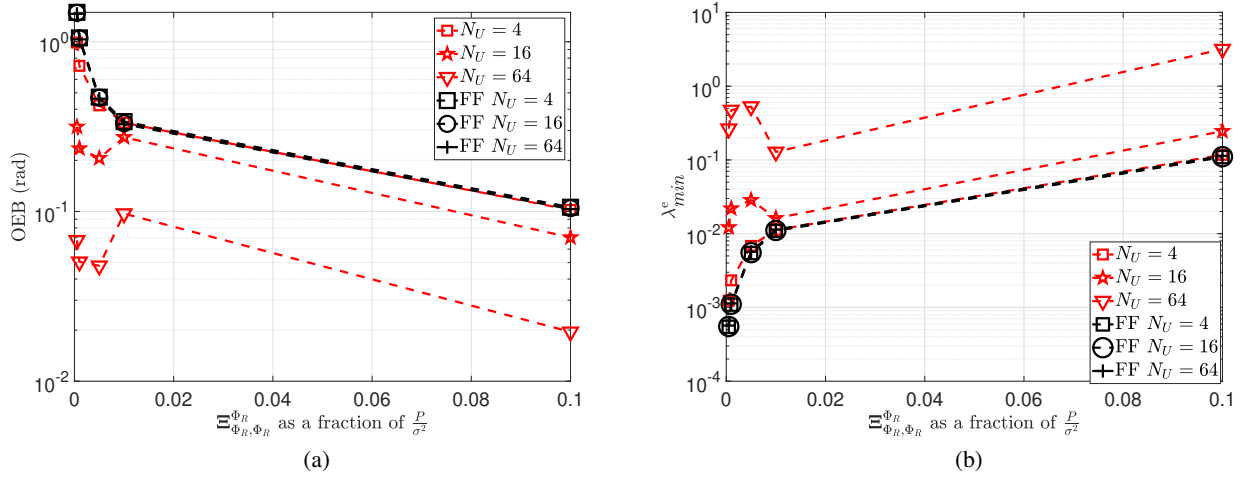 10^0
10^{-1}
10^{-2}
OEB (rad)
N_U = 4
N_U = 16
N_U = 64
FF N_U = 4
FF N_U = 16
FF N_U = 64
0 0.02 0.04 0.06 0.08 0.1
Ξ^{Φ_R}_{Φ_R,Φ_R} as a fraction of P/σ^2
(a)
10^1
10^0
10^{-1}
10^{-2}
10^{-3}
10^{-4}
λ^e_{min}
N_U = 4
N_U = 16
N_U = 64
FF N_U = 4
FF N_U = 16
FF N_U = 64
0 0.02 0.04 0.06 0.08 0.1
Ξ^{Φ_R}_{Φ_R,Φ_R} as a fraction of P/σ^2
(b)